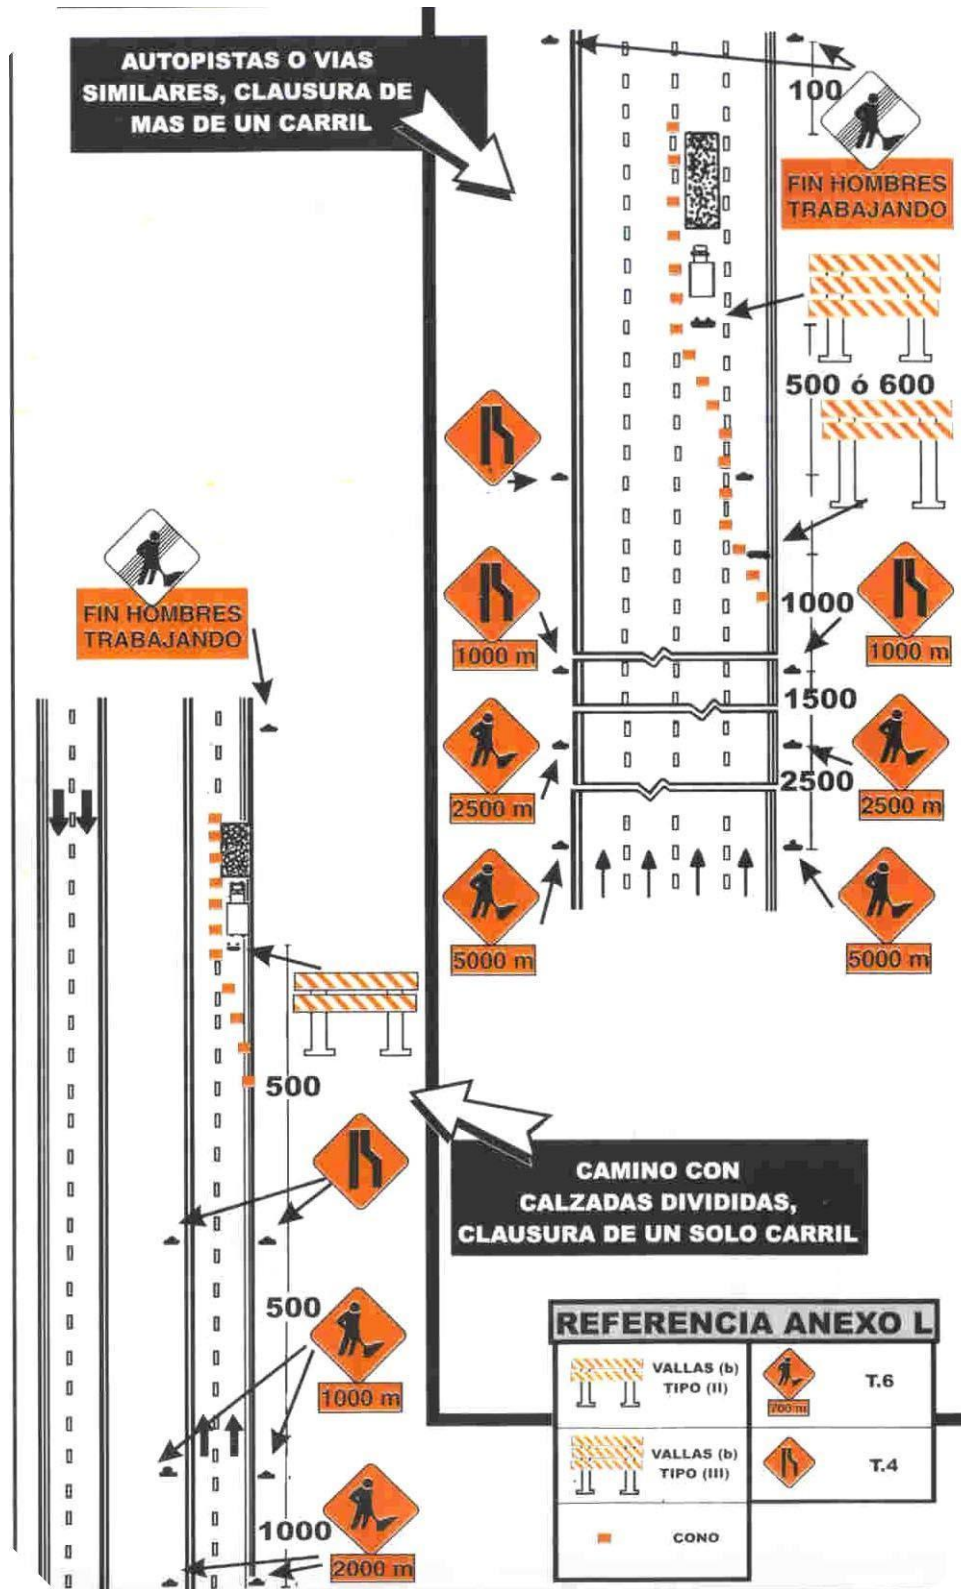 AUTOPISTAS O VIAS
SIMILARES, CLAUSURA DE
MAS DE UN CARRIL
100
FIN HOMBRES
TRABAJANDO
500 ó 600
1000
1000 m
1000 m
1500
2500 m
2500 m
2500
5000 m
5000 m
FIN HOMBRES
TRABAJANDO
500
500
1000 m
1000
2000 m
CAMINO CON
CALZADAS DIVIDIDAS,
CLAUSURA DE UN SOLO CARRIL
REFERENCIA ANEXO L
VALLAS (b)
TIPO (II)
700 m
T.6
VALLAS (b)
TIPO (III)
T.4
CONO